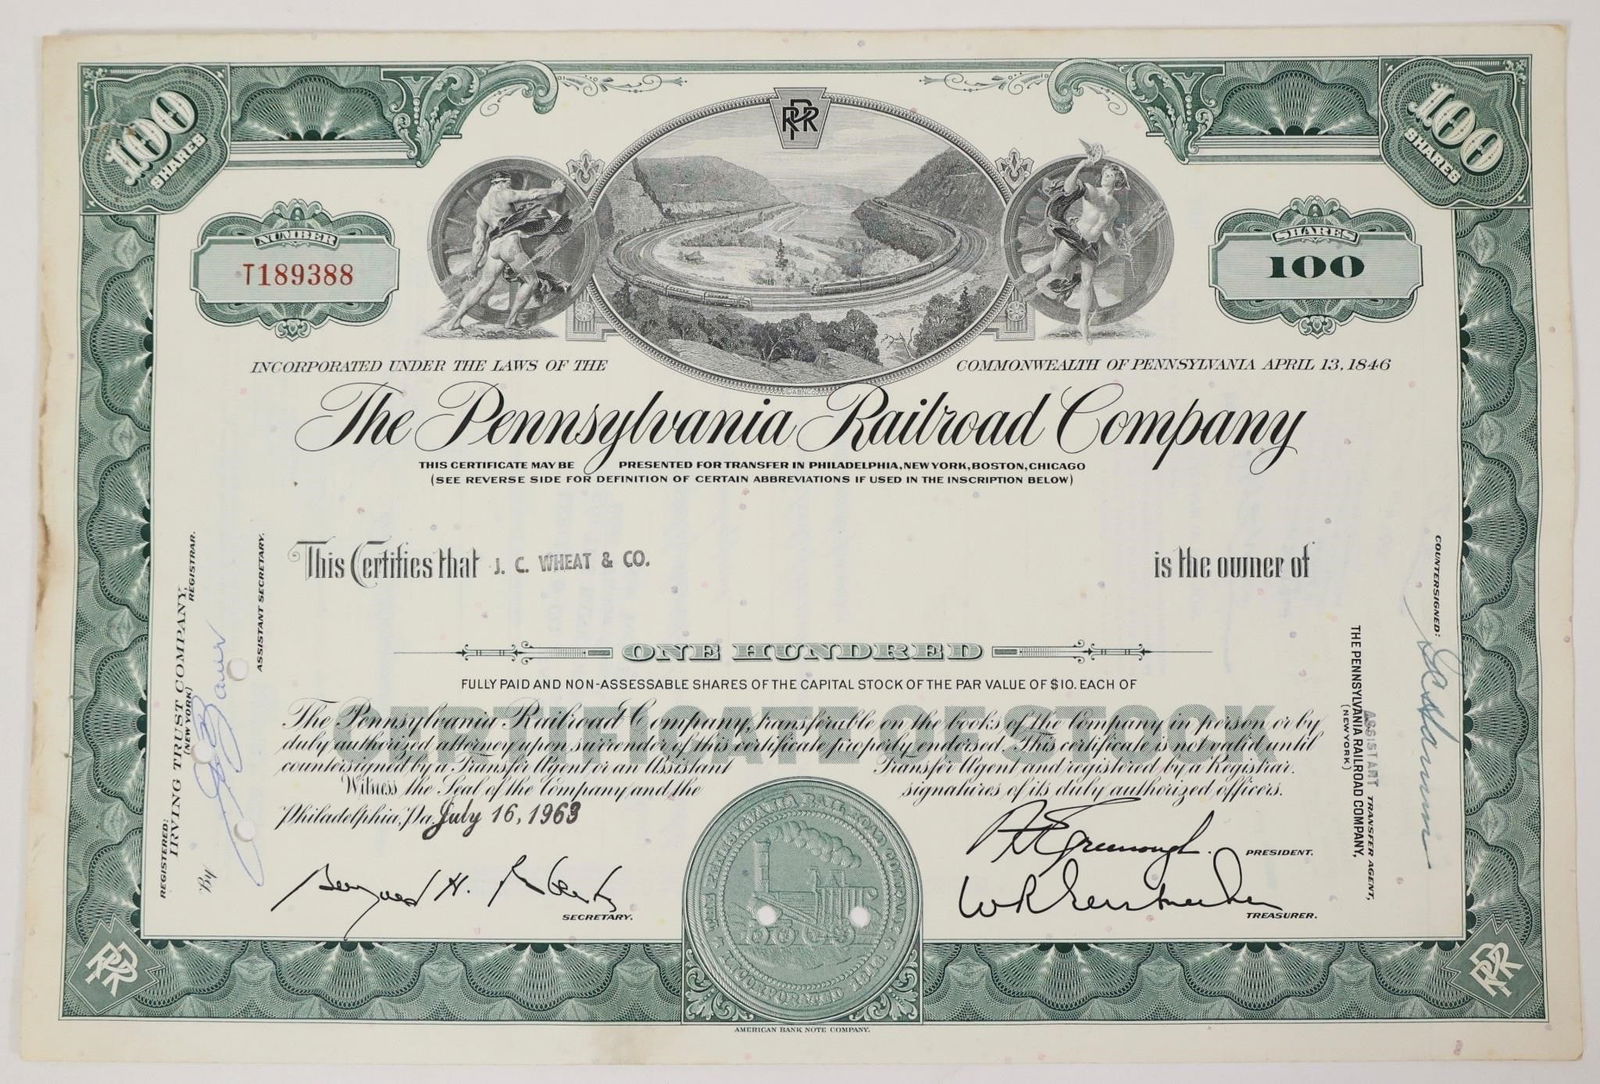 100 SHARES
100 SHARES
PRR
NUMBER
T189388
SHARES
100
INCORPORATED UNDER THE LAWS OF THE COMMONWEALTH OF PENNSYLVANIA APRIL 13, 1846
The Pennsylvania Railroad Company
THIS CERTIFICATE MAY BE PRESENTED FOR TRANSFER IN PHILADELPHIA, NEW YORK, BOSTON, CHICAGO
(SEE REVERSE SIDE FOR DEFINITION OF CERTAIN ABBREVIATIONS IF USED IN THE INSCRIPTION BELOW)
This Certifies that J. C. WHEAT & CO. is the owner of
ONE HUNDRED
FULLY PAID AND NON-ASSESSABLE SHARES OF THE CAPITAL STOCK OF THE PAR VALUE OF $10. EACH OF
CERTIFICATE OF STOCK
The Pennsylvania Railroad Company, transferable on the books of the Company in person or by
duly authorized attorney upon surrender of this certificate properly endorsed. This certificate is not valid until
countersigned by a Transfer Agent or an Assistant Transfer Agent and registered by a Registrar.
Witness the Seal of the Company and the signatures of its duly authorized officers.
Philadelphia, Pa. July 16, 1963
SECRETARY.
PRESIDENT.
TREASURER.
REGISTERED:
IRVING TRUST COMPANY,
(NEW YORK) REGISTRAR.
By
ASSISTANT SECRETARY.
COUNTERSIGNED:
THE PENNSYLVANIA RAILROAD COMPANY,
(NEW YORK)
ASSISTANT TRANSFER AGENT,
PENNSYLVANIA RAILROAD COMPANY
INCORPORATED 1846
PRR
PRR
AMERICAN BANK NOTE COMPANY.